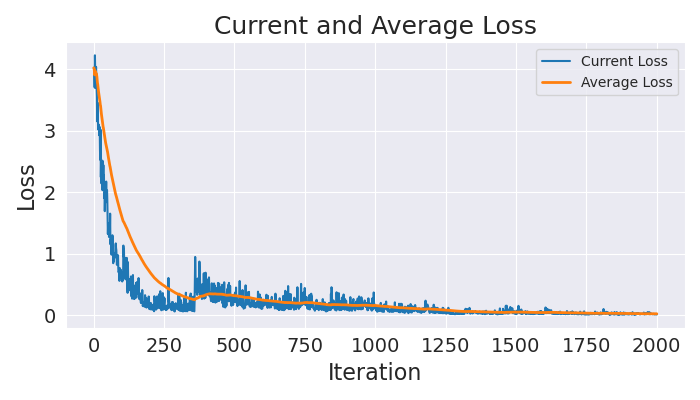 Current and Average Loss
Current Loss
Average Loss
Loss
4
3
2
1
0
0 250 500 750 1000 1250 1500 1750 2000
Iteration